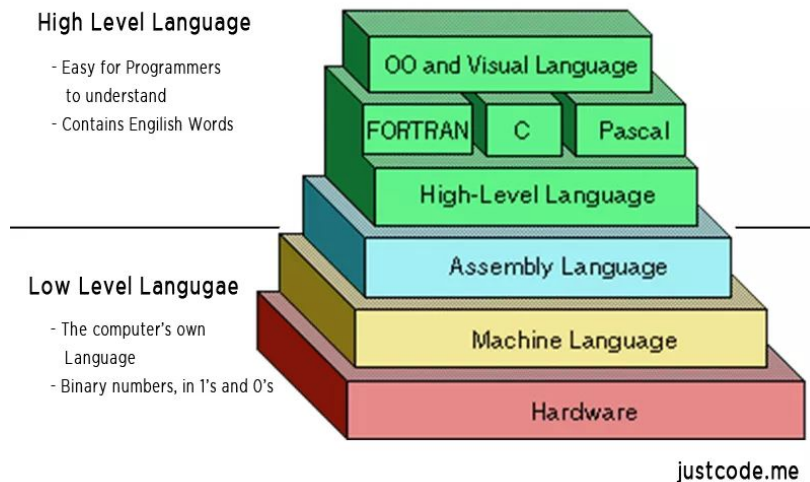 High Level Language
- Easy for Programmers
to understand
- Contains Engilish Words
OO and Visual Language
FORTRAN C Pascal
High-Level Language
Assembly Language
Low Level Langugae
- The computer's own
Language
- Binary numbers, in 1's and 0's
Machine Language
Hardware
justcode.me